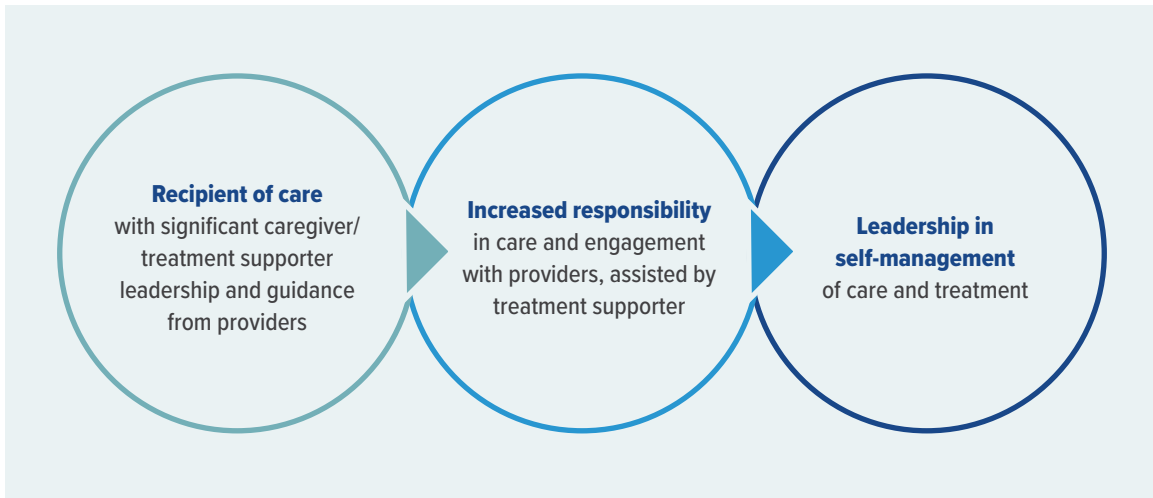 Recipient of care
with significant caregiver/
treatment supporter
leadership and guidance
from providers
Increased responsibility
in care and engagement
with providers, assisted by
treatment supporter
Leadership in
self-management
of care and treatment